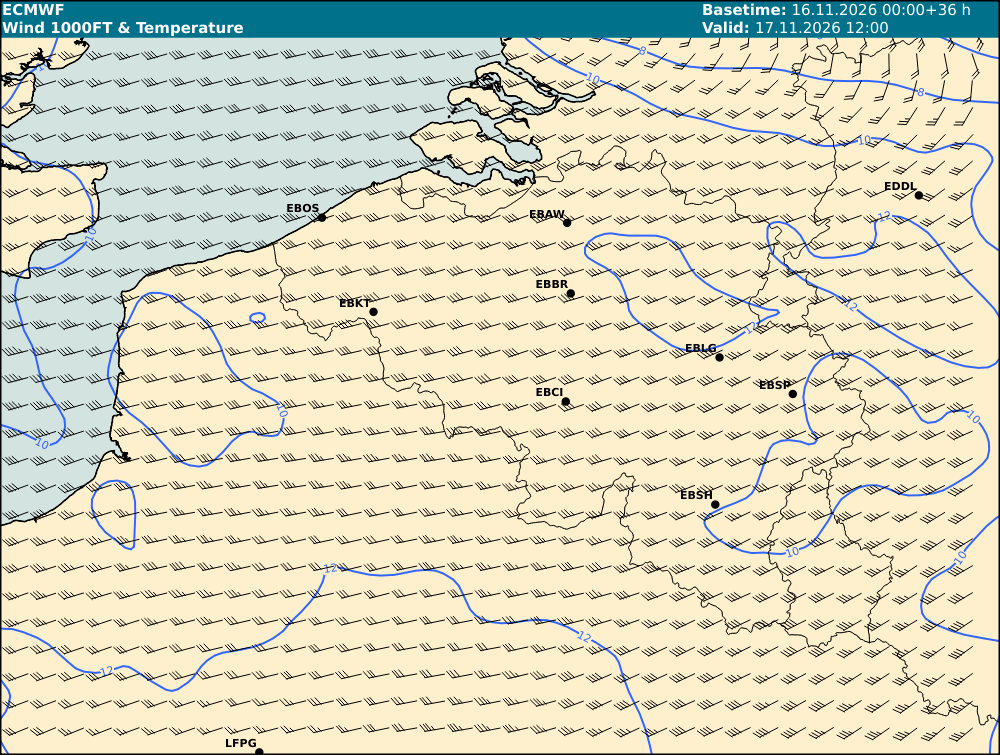 ECMWF
Wind 1000FT & Temperature
Basetime: 16.11.2026 00:00+36 h
Valid: 17.11.2026 12:00
8
10
8
10
EDDL
12
EBOS
EBAW
10
EBBR
EBKT
12
12
EBLG
EBSP
EBCI
10
10
10
EBSH
10
10
12
12
12
LFPG